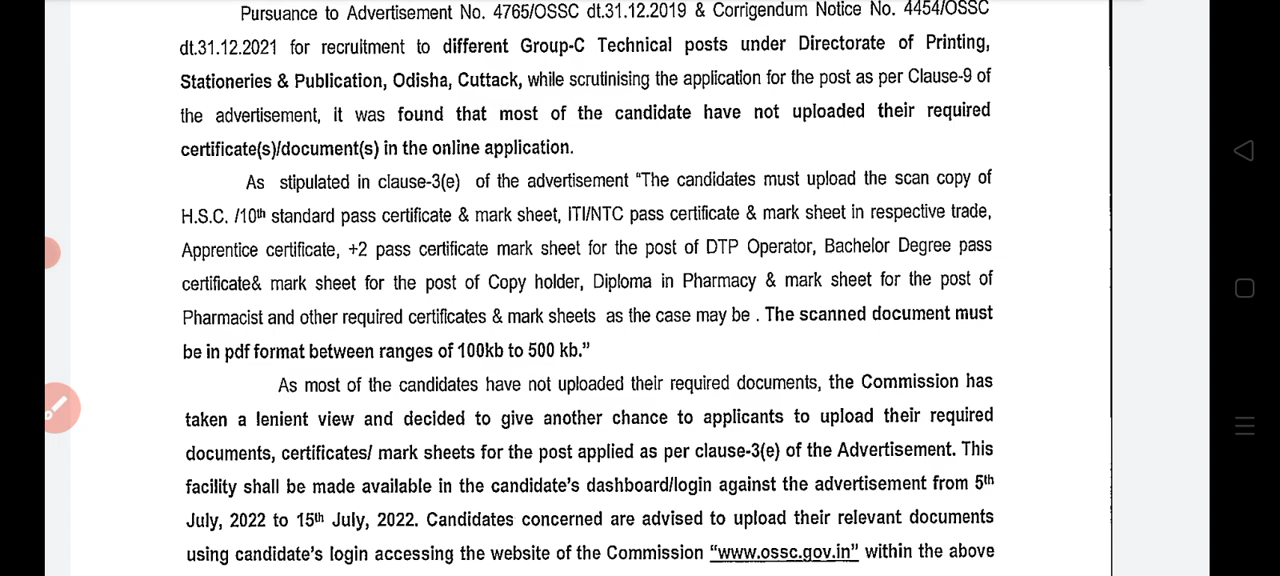 Pursuance to Advertisement No. 4765/OSSC dt.31.12.2019 & Corrigendum Notice No. 4454/OSSC
dt.31.12.2021 for recruitment to different Group-C Technical posts under Directorate of Printing,
Stationeries & Publication, Odisha, Cuttack, while scrutinising the application for the post as per Clause-9 of
the advertisement, it was found that most of the candidate have not uploaded their required
certificate(s)/document(s) in the online application.
As stipulated in clause-3(e) of the advertisement “The candidates must upload the scan copy of
H.S.C. /10th standard pass certificate & mark sheet, ITI/NTC pass certificate & mark sheet in respective trade,
Apprentice certificate, +2 pass certificate mark sheet for the post of DTP Operator, Bachelor Degree pass
certificate& mark sheet for the post of Copy holder, Diploma in Pharmacy & mark sheet for the post of
Pharmacist and other required certificates & mark sheets as the case may be . The scanned document must
be in pdf format between ranges of 100kb to 500 kb.”
As most of the candidates have not uploaded their required documents, the Commission has
taken a lenient view and decided to give another chance to applicants to upload their required
documents, certificates/ mark sheets for the post applied as per clause-3(e) of the Advertisement. This
facility shall be made available in the candidate's dashboard/login against the advertisement from 5th
July, 2022 to 15th July, 2022. Candidates concerned are advised to upload their relevant documents
using candidate's login accessing the website of the Commission “www.ossc.gov.in” within the above